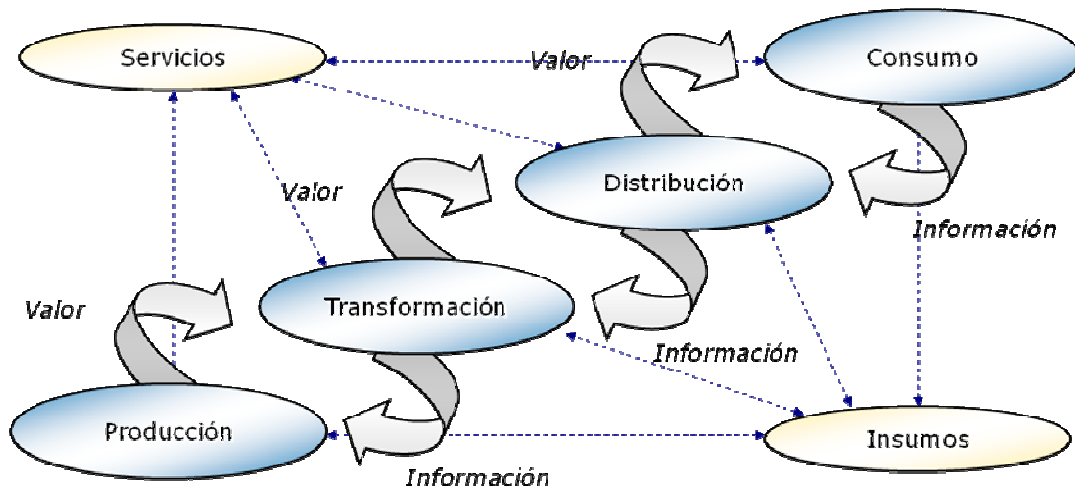 Servicios
Valor
Consumo
Valor
Distribución
Información
Valor
Transformación
Información
Producción
Insumos
Información